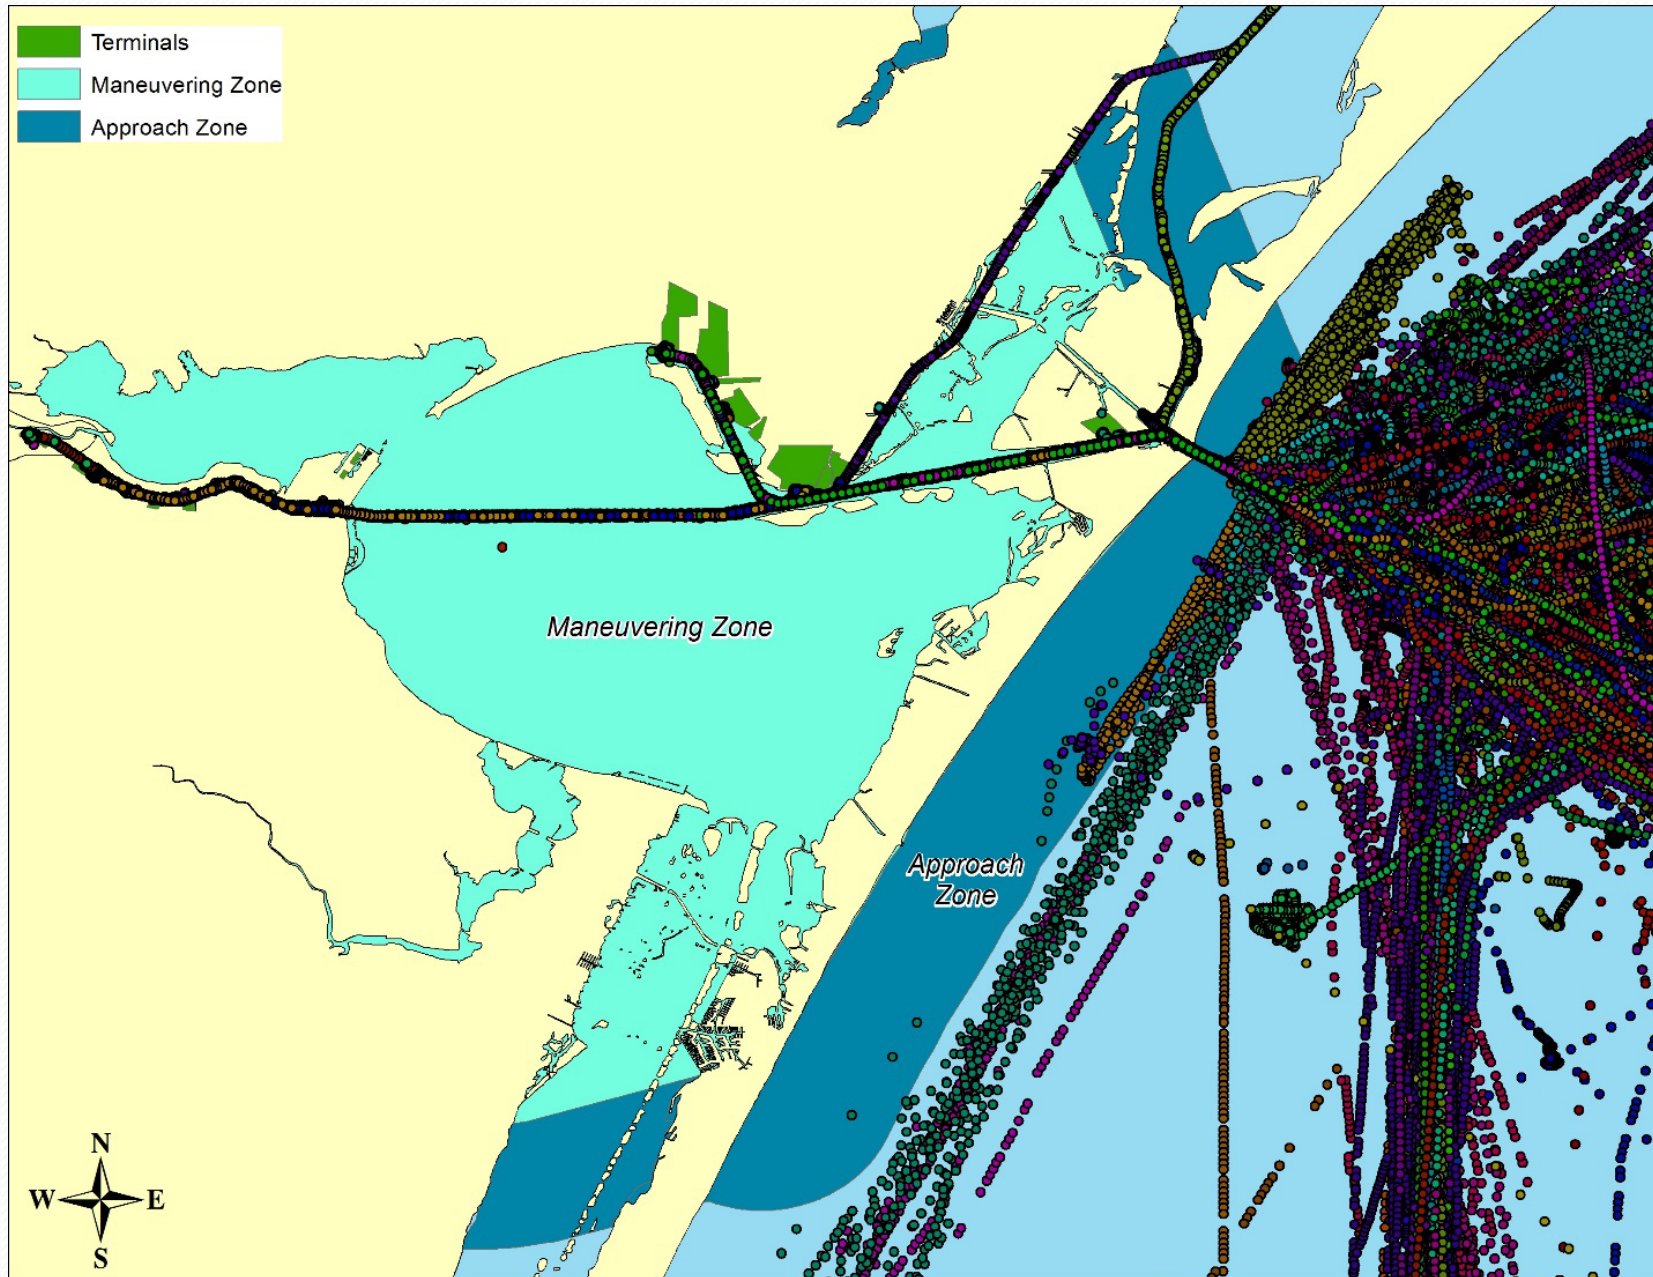 Terminals
Maneuvering Zone
Approach Zone
Maneuvering Zone
Approach
Zone
N
W E
S